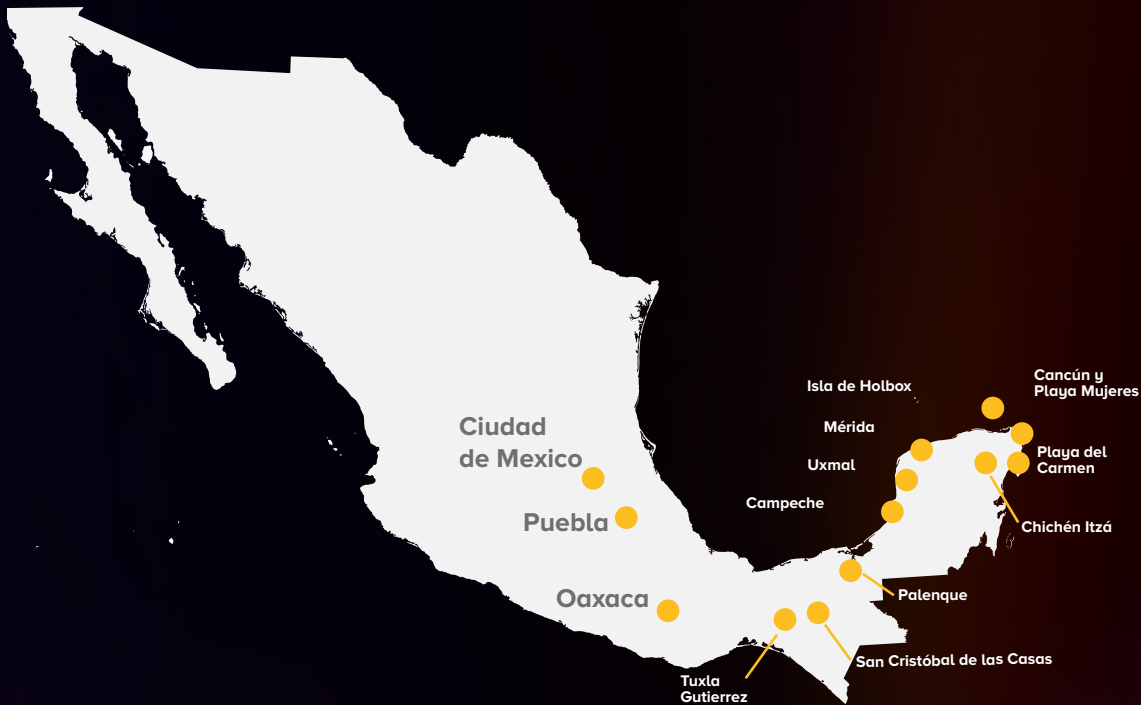 Isla de Holbox
Cancún y
Playa Mujeres
Mérida
Ciudad
de Mexico
Uxmal
Playa del
Carmen
Campeche
Puebla
Chichén Itzá
Oaxaca
Palenque
San Cristóbal de las Casas
Tuxla
Gutierrez